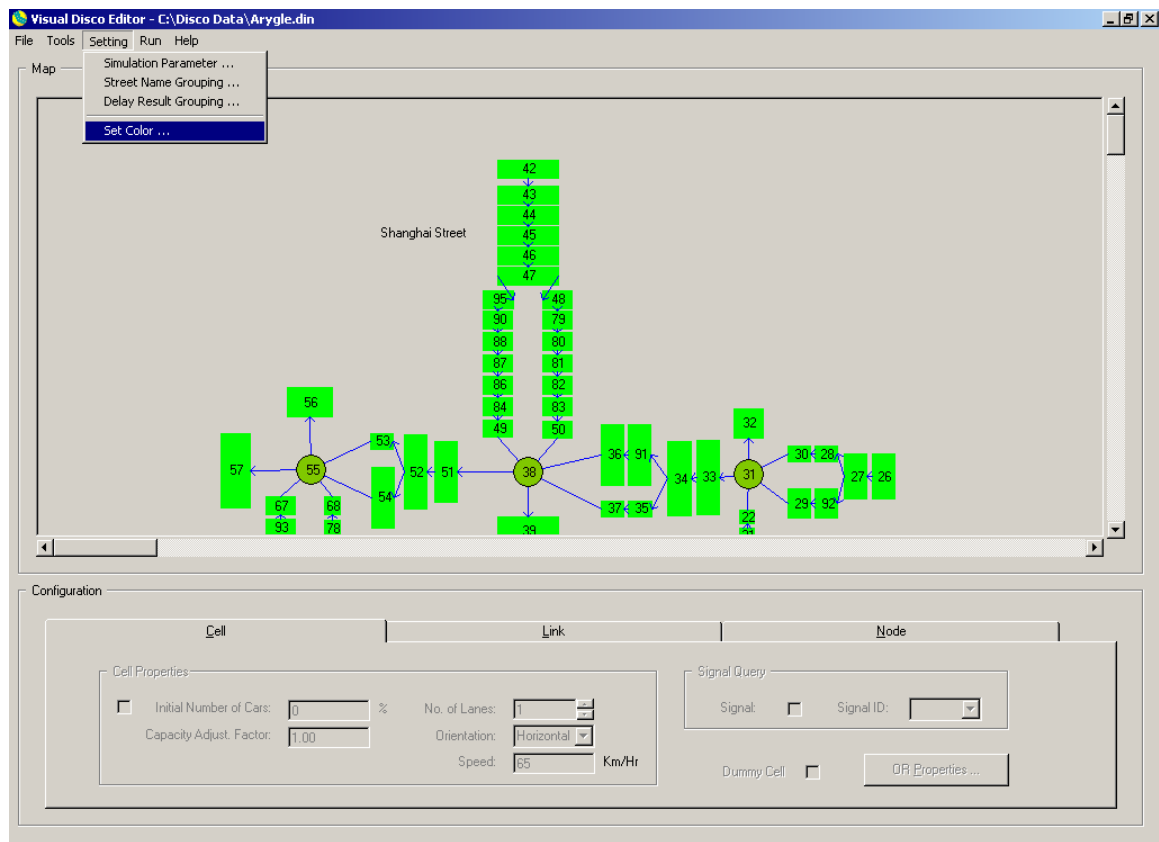 Visual Disco Editor - C:\Disco Data\Arygle.din
File Tools Setting Run Help
Simulation Parameter ...
Street Name Grouping ...
Delay Result Grouping ...
Set Color ...
Map
42
43
44
Shanghai Street
45
46
47
95 48
90 79
88 80
87 81
86 82
84 83
49 50
56
32
53
57 55 52 51 38 36 91 34 33 31 30 28 27 26
54
67 68 37 35 29 92
93 78 39 22
21
Configuration
Cell Link Node
Cell Properties
Initial Number of Cars: 0 % No. of Lanes: 1
Capacity Adjust. Factor: 1.00 Orientation: Horizontal
Speed: 65 Km/Hr
Signal Query
Signal: Signal ID:
Dummy Cell OR Properties ...